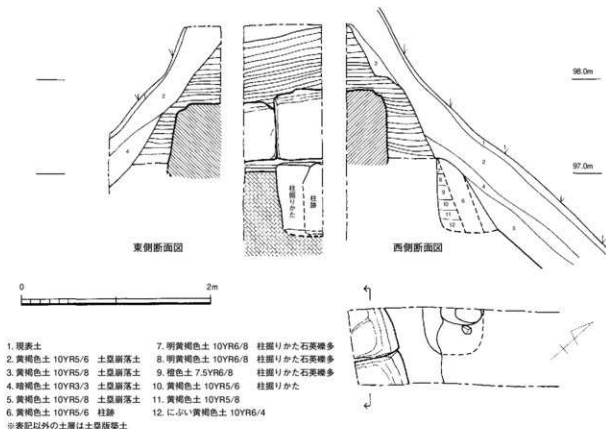 98.0m
97.0m
柱掘りかた
柱跡
東側断面図
西側断面図
0
2m
1. 現表土
2. 黄褐色土 10YR5/6 土塁崩落土
3. 黄褐色土 10YR5/8 土塁崩落土
4. 暗褐色土 10YR3/3 土塁崩落土
5. 黄褐色土 10YR5/8 土塁崩落土
6. 黄褐色土 10YR5/6 柱跡
※表記以外の土層は土塁版築土
7. 明黄褐色土 10YR6/8 柱掘りかた石英礫多
8. 明黄褐色土 10YR6/8 柱掘りかた石英礫多
9. 橙色土 7.5YR6/8 柱掘りかた石英礫多
10. 黄褐色土 10YR5/6 柱掘りかた
11. 黄褐色土 10YR5/8
12. にぶい黄褐色土 10YR6/4